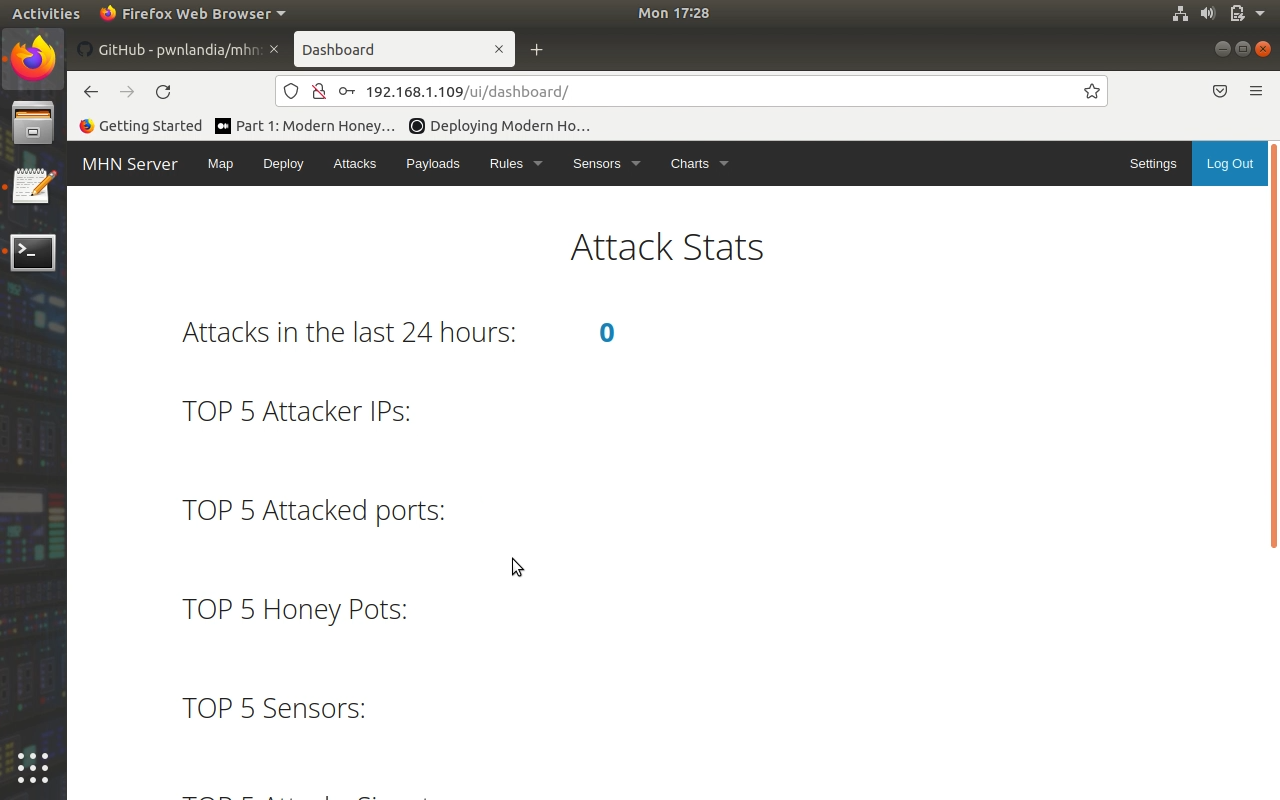 Activities Firefox Web Browser Mon 17:28
GitHub - pwnlandia/mhn: Dashboard
192.168.1.109/ui/dashboard/
Getting Started Part 1: Modern Honey… Deploying Modern Ho…
MHN Server Map Deploy Attacks Payloads Rules Sensors Charts Settings Log Out
Attack Stats
Attacks in the last 24 hours: 0
TOP 5 Attacker IPs:
TOP 5 Attacked ports:
TOP 5 Honey Pots:
TOP 5 Sensors:
TOP 5